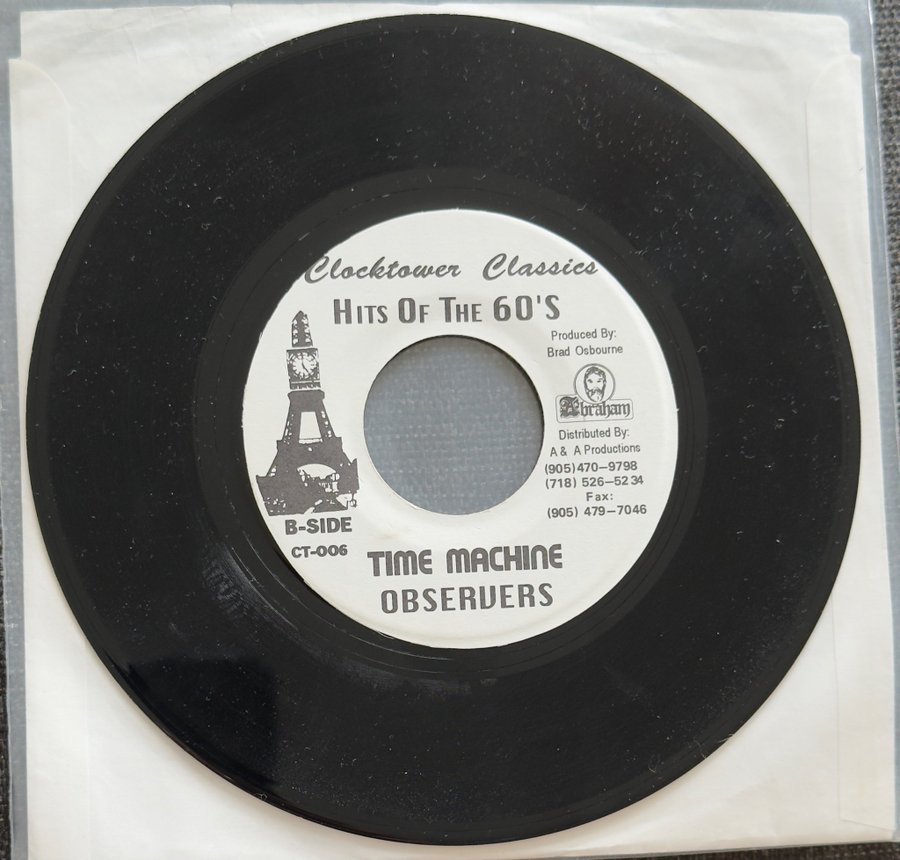 Clocktower Classics
HITS OF THE 60'S
Produced By:
Brad Osbourne
Abraham
Distributed By:
A & A Productions
(905)470-9798
(718) 526-5234
Fax:
(905) 479-7046
B-SIDE
CT-006
TIME MACHINE
OBSERVERS